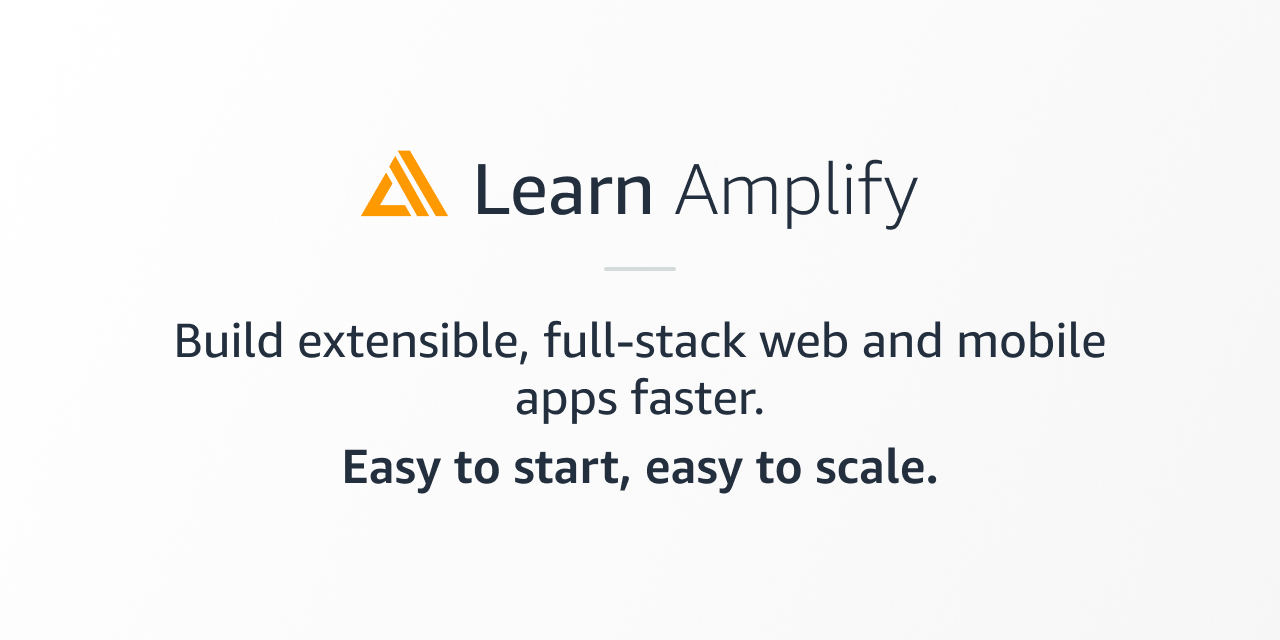 Learn Amplify
Build extensible, full-stack web and mobile
apps faster.
Easy to start, easy to scale.